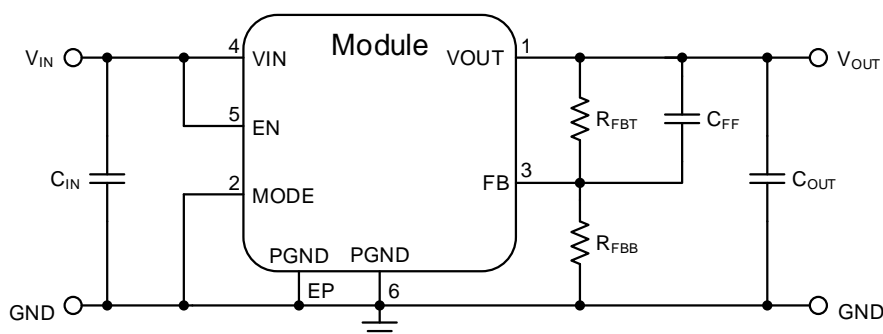 Module
4
1
VIN
VIN
VOUT
VOUT
5
EN
RFBT
CFF
3
CIN
2
FB
COUT
MODE
RFBB
PGND
PGND
GND
EP
6
GND